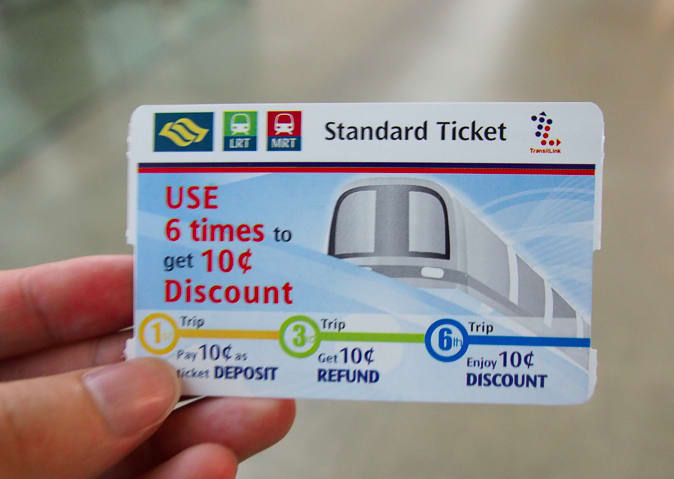 LRT MRT Standard Ticket TransitLink
USE
6 times to
get 10¢
Discount
1st Trip 3rd Trip 6th Trip
Pay 10¢ as Get 10¢ Enjoy 10¢
ticket DEPOSIT REFUND DISCOUNT